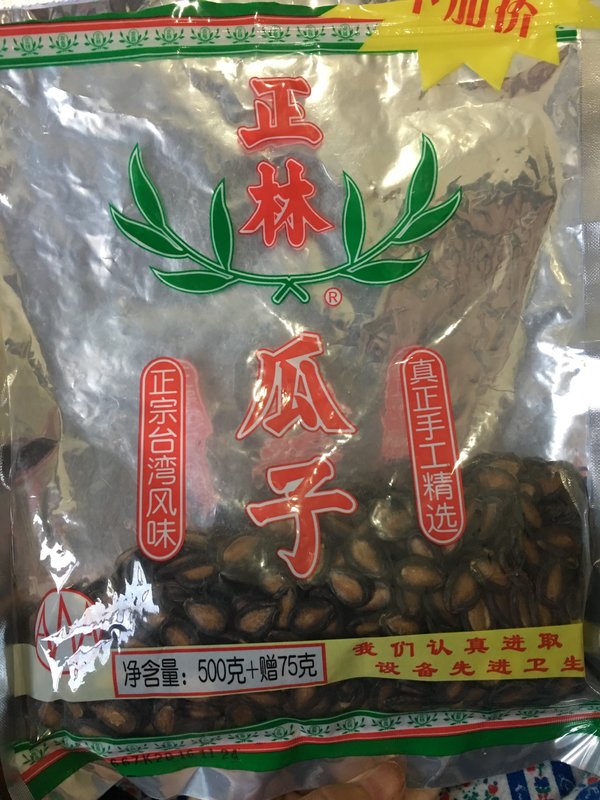 加价
正林
®
瓜子
正宗台湾风味
真正手工精选
净含量：500克+赠75克
我们认真进取
设备先进卫生